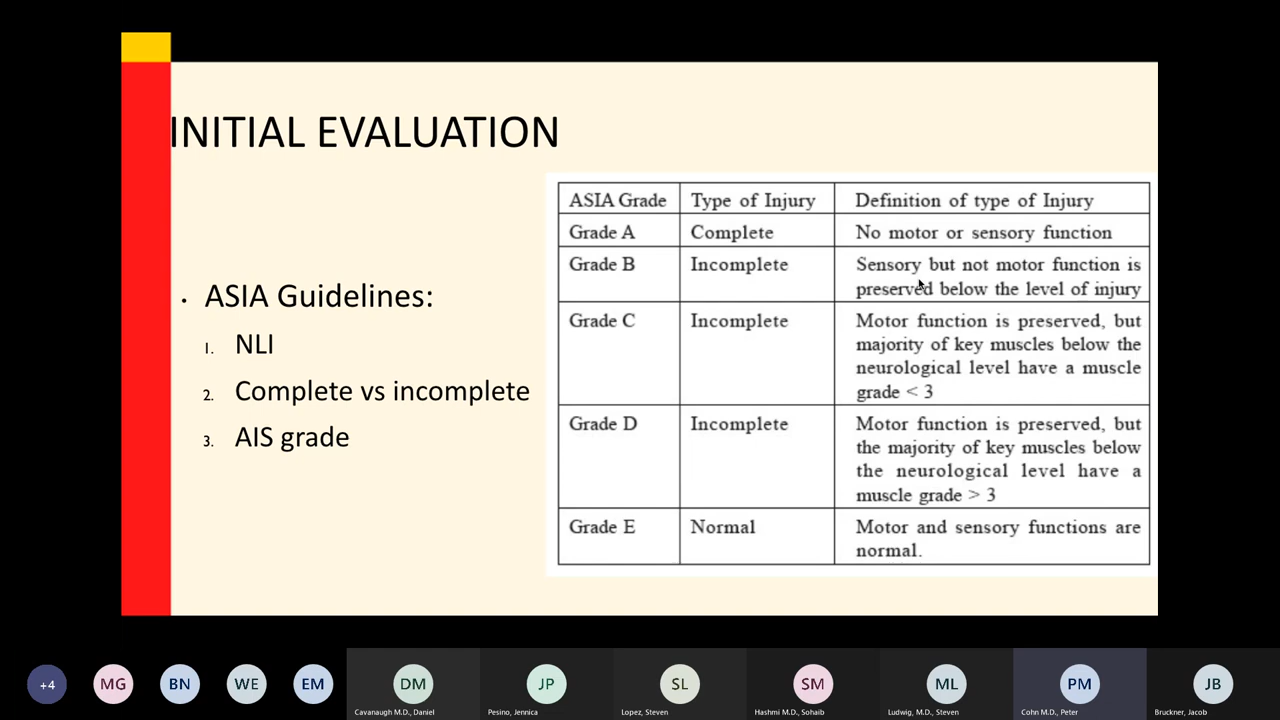 INITIAL EVALUATION
• ASIA Guidelines:
1. NLI
2. Complete vs incomplete
3. AIS grade
ASIA Grade Type of Injury Definition of type of Injury
Grade A Complete No motor or sensory function
Grade B Incomplete Sensory but not motor function is
preserved below the level of injury
Grade C Incomplete Motor function is preserved, but
majority of key muscles below the
neurological level have a muscle
grade < 3
Grade D Incomplete Motor function is preserved, but
the majority of key muscles below
the neurological level have a
muscle grade > 3
Grade E Normal Motor and sensory functions are
normal.
+4 MG BN WE EM DM JP SL SM ML PM JB
Cavanaugh M.D., Daniel Pesino, Jennica Lopez, Steven Hashmi M.D., Sohaib Ludwig, M.D., Steven Cohn M.D., Peter Bruckner, Jacob